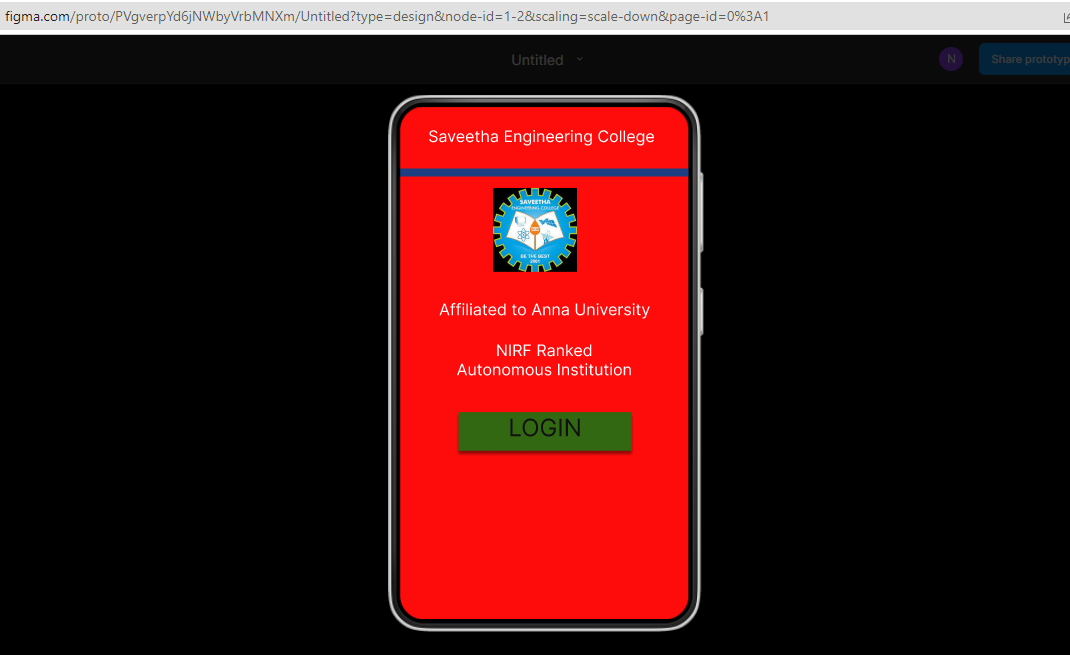 figma.com/proto/PVgverpYd6jNWbyVrbMNXm/Untitled?type=design&node-id=1-2&scaling=scale-down&page-id=0%3A1
Untitled
N
Share prototyp
Saveetha Engineering College
SAVEETHA
ENGINEERING COLLEGE
BE THE BEST
2001
Affiliated to Anna University
NIRF Ranked
Autonomous Institution
LOGIN